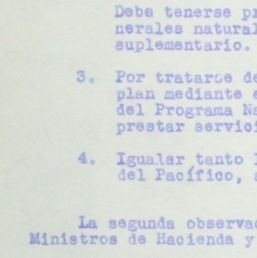 Debe tenerse pr
nerales natural
suplementario.
3. Por tratarse de
plan mediante e
del Programa Na
prestar servici
4. Igualar tanto l
del Pacífico, s
La segunda observac
Ministros de Hacienda y